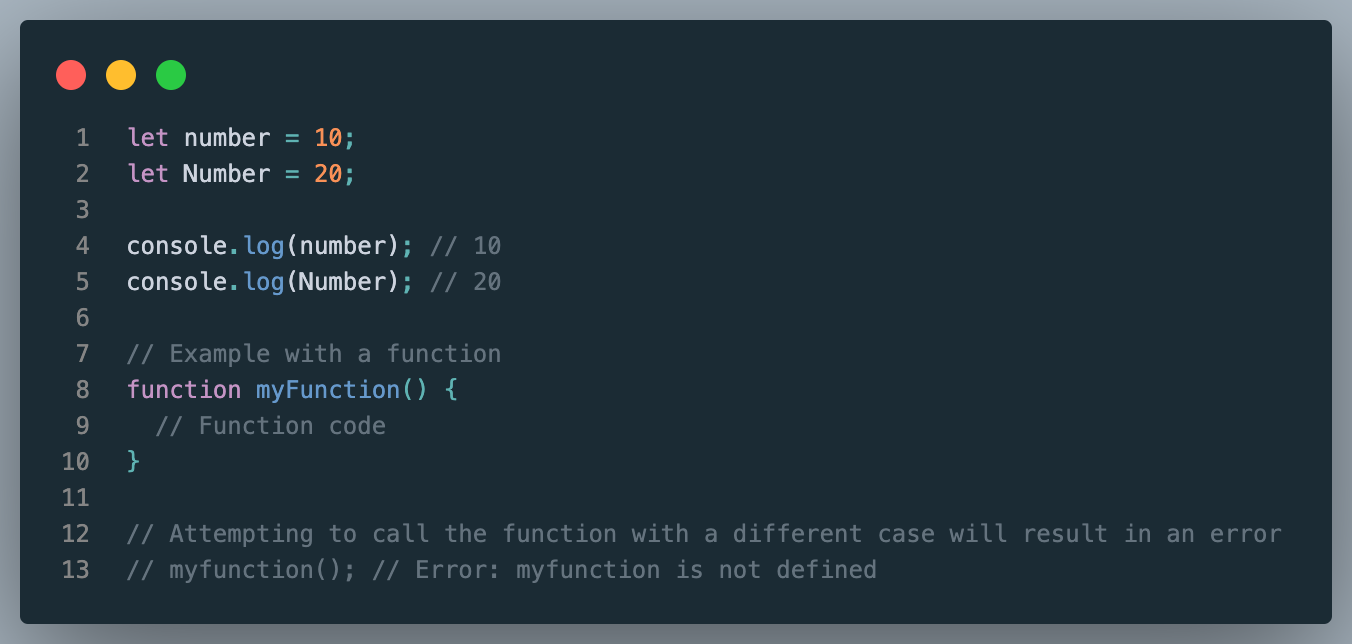 1 let number = 10;
2 let Number = 20;
3
4 console.log(number); // 10
5 console.log(Number); // 20
6
7 // Example with a function
8 function myFunction() {
9   // Function code
10 }
11
12 // Attempting to call the function with a different case will result in an error
13 // myfunction(); // Error: myfunction is not defined